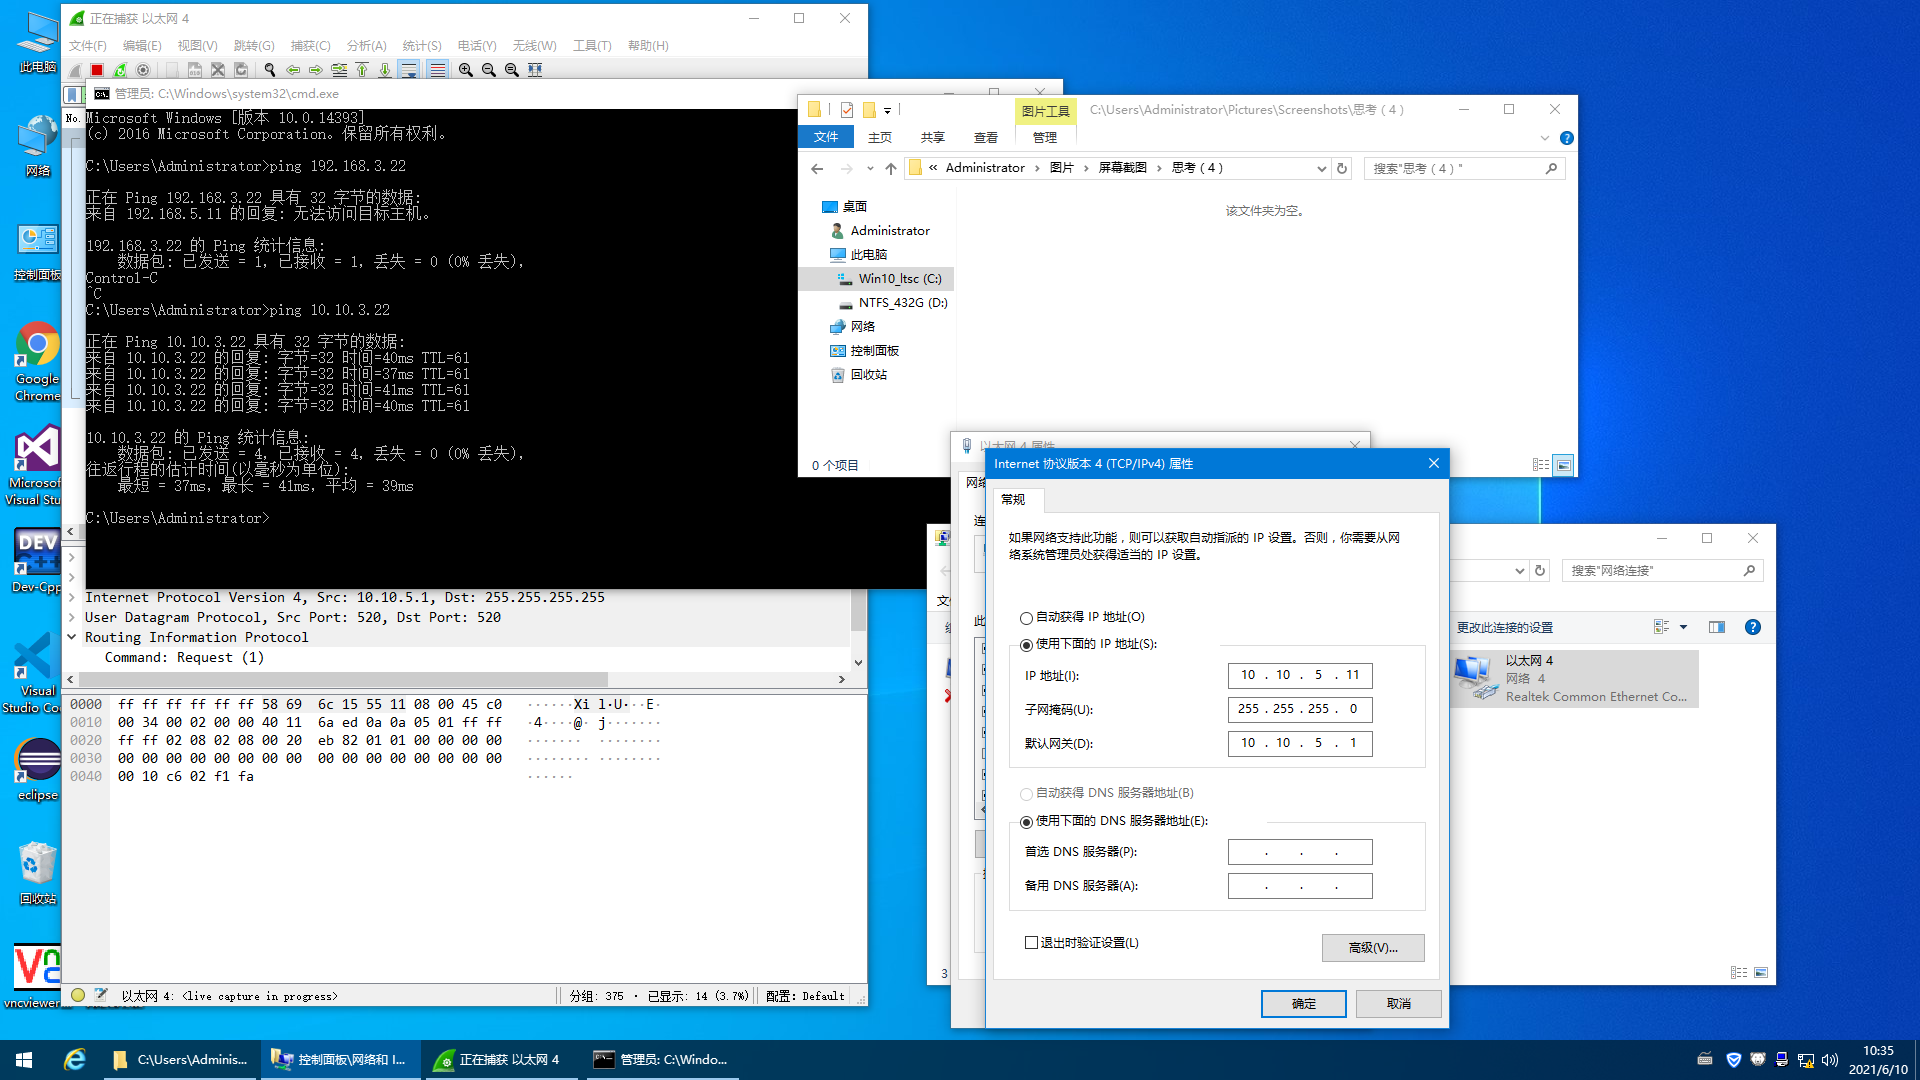 此电脑
网络
控制面板
Google
Chrome
Microsof
Visual Stu
Dev-Cpp
Visual
Studio Co
eclipse
回收站
vncviewer
正在捕获 以太网 4
文件(F) 编辑(E) 视图(V) 跳转(G) 捕获(C) 分析(A) 统计(S) 电话(Y) 无线(W) 工具(T) 帮助(H)
No.
管理员: C:\Windows\system32\cmd.exe
Microsoft Windows [版本 10.0.14393]
(c) 2016 Microsoft Corporation。保留所有权利。
C:\Users\Administrator>ping 192.168.3.22
正在 Ping 192.168.3.22 具有 32 字节的数据:
来自 192.168.5.11 的回复: 无法访问目标主机。
192.168.3.22 的 Ping 统计信息:
数据包: 已发送 = 1，已接收 = 1，丢失 = 0 (0% 丢失)，
Control-C
^C
C:\Users\Administrator>ping 10.10.3.22
正在 Ping 10.10.3.22 具有 32 字节的数据:
来自 10.10.3.22 的回复: 字节=32 时间=40ms TTL=61
来自 10.10.3.22 的回复: 字节=32 时间=37ms TTL=61
来自 10.10.3.22 的回复: 字节=32 时间=41ms TTL=61
来自 10.10.3.22 的回复: 字节=32 时间=40ms TTL=61
10.10.3.22 的 Ping 统计信息:
数据包: 已发送 = 4，已接收 = 4，丢失 = 0 (0% 丢失)，
往返行程的估计时间(以毫秒为单位):
最短 = 37ms，最长 = 41ms，平均 = 39ms
C:\Users\Administrator>
Internet Protocol Version 4, Src: 10.10.5.1, Dst: 255.255.255.255
User Datagram Protocol, Src Port: 520, Dst Port: 520
Routing Information Protocol
Command: Request (1)
0000 ff ff ff ff ff ff 58 69 6c 15 55 11 08 00 45 c0 ······Xi l·U···E·
0010 00 34 00 02 00 00 40 11 6a ed 0a 0a 05 01 ff ff ·4····@· j·······
0020 ff ff 02 08 02 08 00 20 eb 82 01 01 00 00 00 00 ······· ········
0030 00 00 00 00 00 00 00 00 00 00 00 00 00 00 00 00 ········ ········
0040 00 10 c6 02 f1 fa ······
以太网 4: <live capture in progress> 分组: 375 · 已显示: 14 (3.7%) 配置: Default
图片工具 C:\Users\Administrator\Pictures\Screenshots\思考（4）
文件 主页 共享 查看 管理
« Administrator › 图片 › 屏幕截图 › 思考（4） 搜索"思考（4）"
桌面
Administrator
此电脑
Win10_ltsc (C:)
NTFS_432G (D:)
网络
控制面板
回收站
该文件夹为空。
0 个项目
以太网 4 属性
网络
Internet 协议版本 4 (TCP/IPv4) 属性
常规
如果网络支持此功能，则可以获取自动指派的 IP 设置。否则，你需要从网
络系统管理员处获得适当的 IP 设置。
自动获得 IP 地址(O)
使用下面的 IP 地址(S):
IP 地址(I): 10 . 10 . 5 . 11
子网掩码(U): 255 . 255 . 255 . 0
默认网关(D): 10 . 10 . 5 . 1
自动获得 DNS 服务器地址(B)
使用下面的 DNS 服务器地址(E):
首选 DNS 服务器(P): . . .
备用 DNS 服务器(A): . . .
退出时验证设置(L)
高级(V)...
确定 取消
搜索"网络连接"
更改此连接的设置
以太网 4
网络 4
Realtek Common Ethernet Co...
3
C:\Users\Adminis... 控制面板\网络和 I... 正在捕获 以太网 4 管理员: C:\Windo...
10:35
2021/6/10